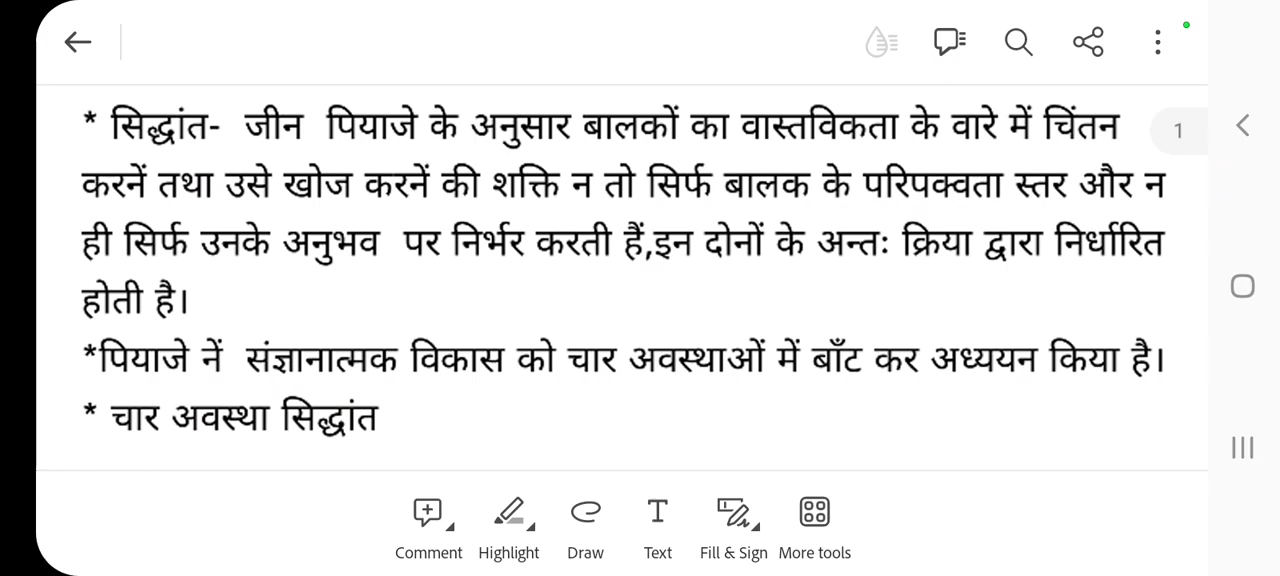 * सिद्धांत- जीन पियाजे के अनुसार बालकों का वास्तविकता के वारे में चिंतन
1
करनें तथा उसे खोज करनें की शक्ति न तो सिर्फ बालक के परिपक्वता स्तर और न
ही सिर्फ उनके अनुभव पर निर्भर करती हैं,इन दोनों के अन्तः क्रिया द्वारा निर्धारित
होती है।
*पियाजे नें संज्ञानात्मक विकास को चार अवस्थाओं में बाँट कर अध्ययन किया है।
* चार अवस्था सिद्धांत
Comment Highlight Draw Text Fill & Sign More tools